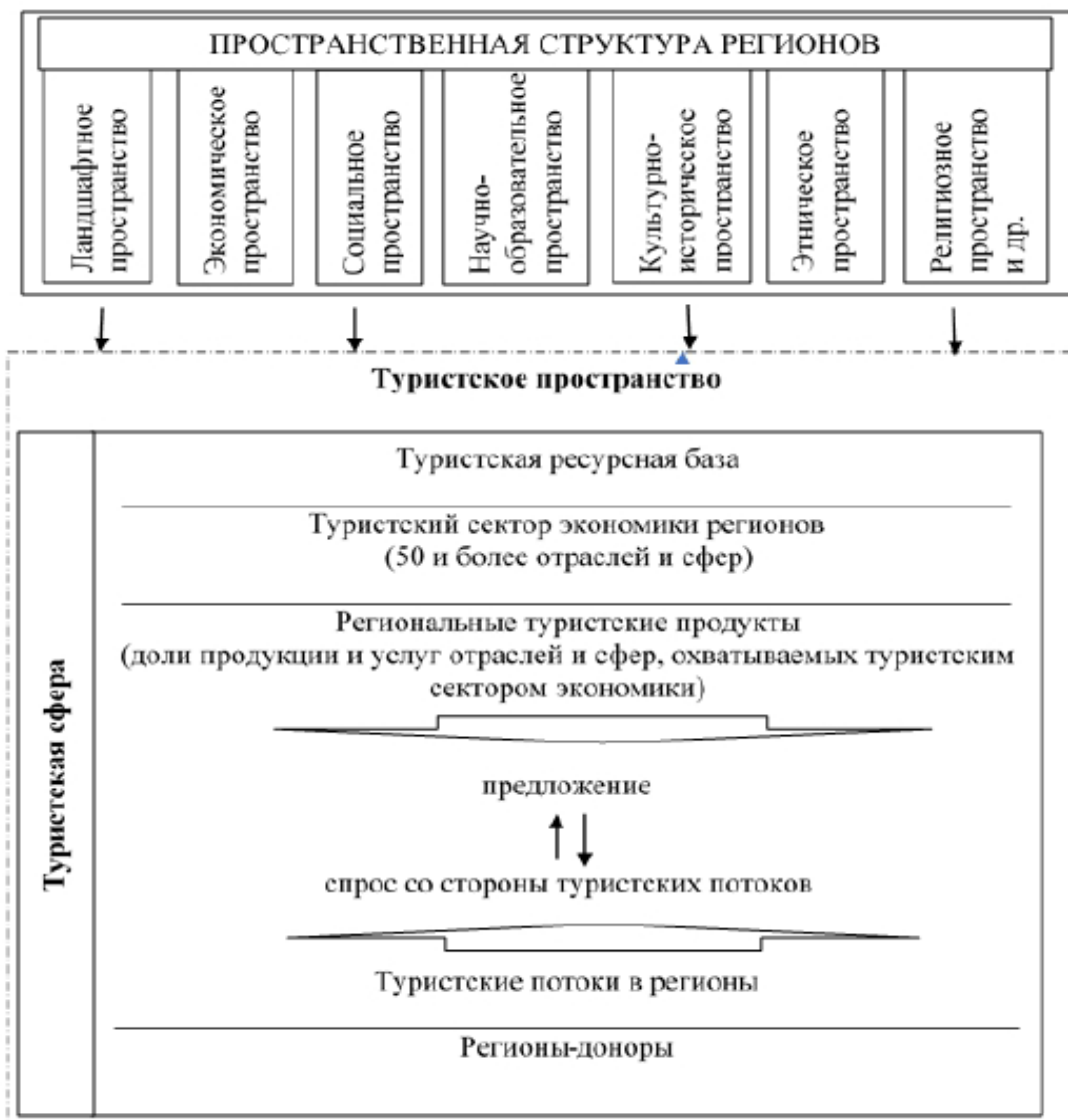 ПРОСТРАНСТВЕННАЯ СТРУКТУРА РЕГИОНОВ
Ландшафтное
пространство
Экономическое
пространство
Социальное
пространство
Научно-
образовательное
пространство
Культурно-
историческое
пространство
Этническое
пространство
Религиозное
пространство
и др.
Туристское пространство
Туристская сфера
Туристская ресурсная база
Туристский сектор экономики регионов
(50 и более отраслей и сфер)
Региональные туристские продукты
(доли продукции и услуг отраслей и сфер, охватываемых туристским
сектором экономики)
предложение
спрос со стороны туристских потоков
Туристские потоки в регионы
Регионы-доноры